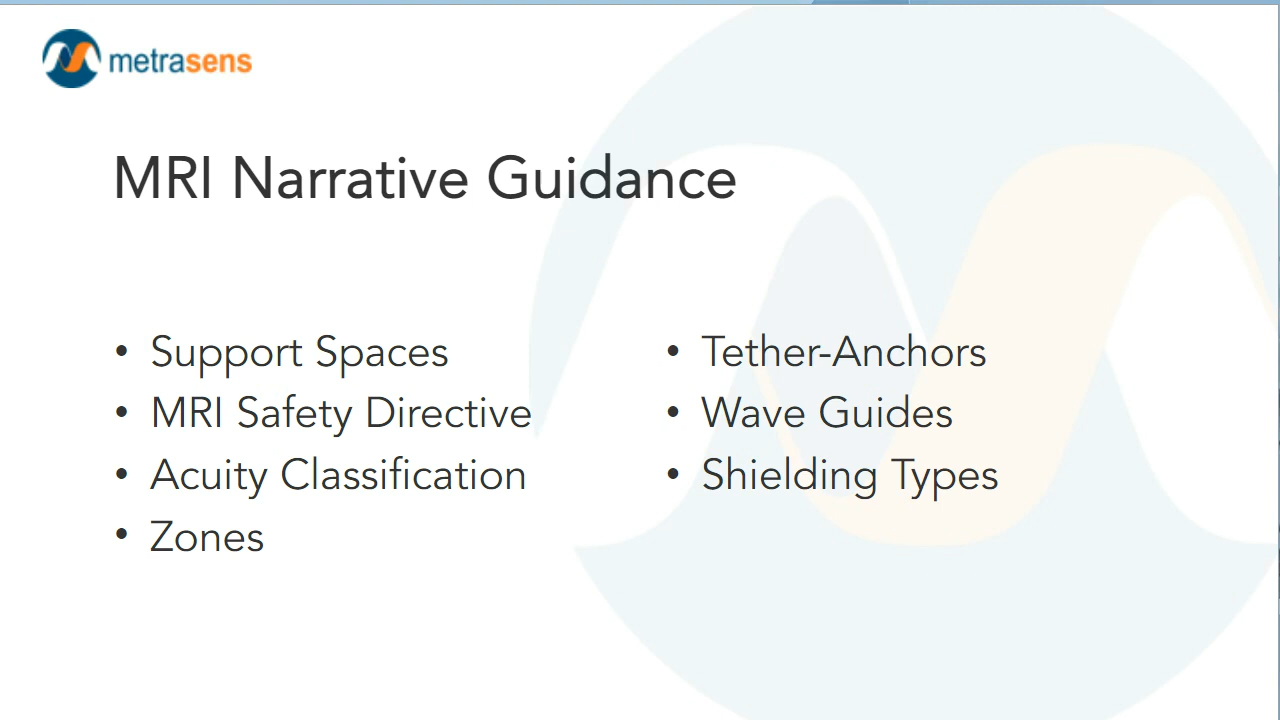 metrasens
MRI Narrative Guidance
• Support Spaces
• MRI Safety Directive
• Acuity Classification
• Zones
• Tether-Anchors
• Wave Guides
• Shielding Types